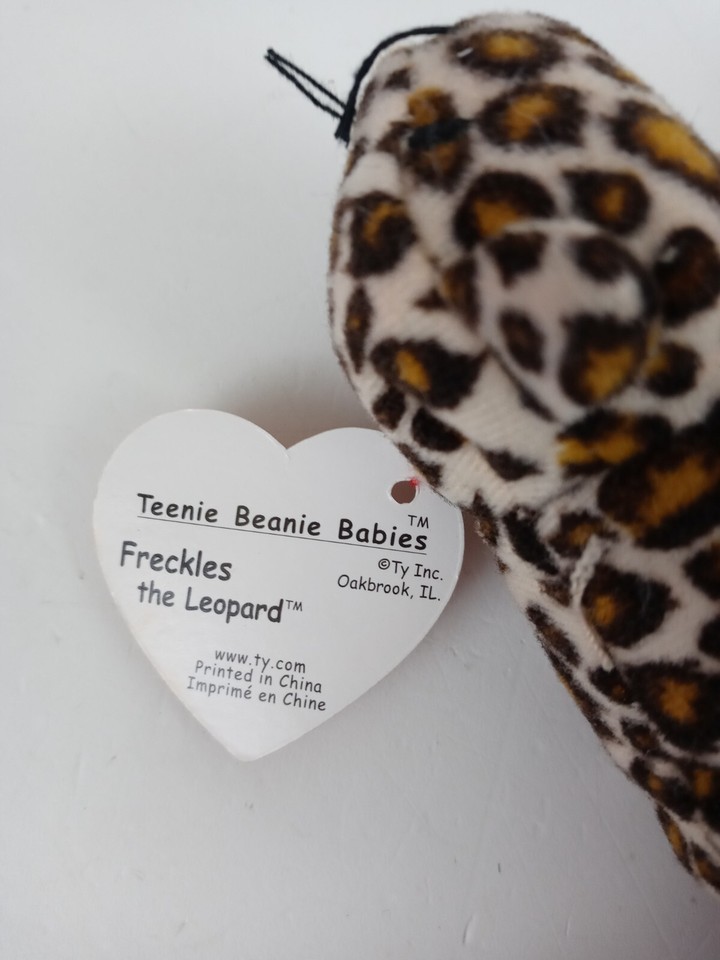 Teenie Beanie Babies™
Freckles
the Leopard™
©Ty Inc.
Oakbrook, IL.
www.ty.com
Printed in China
Imprimé en Chine